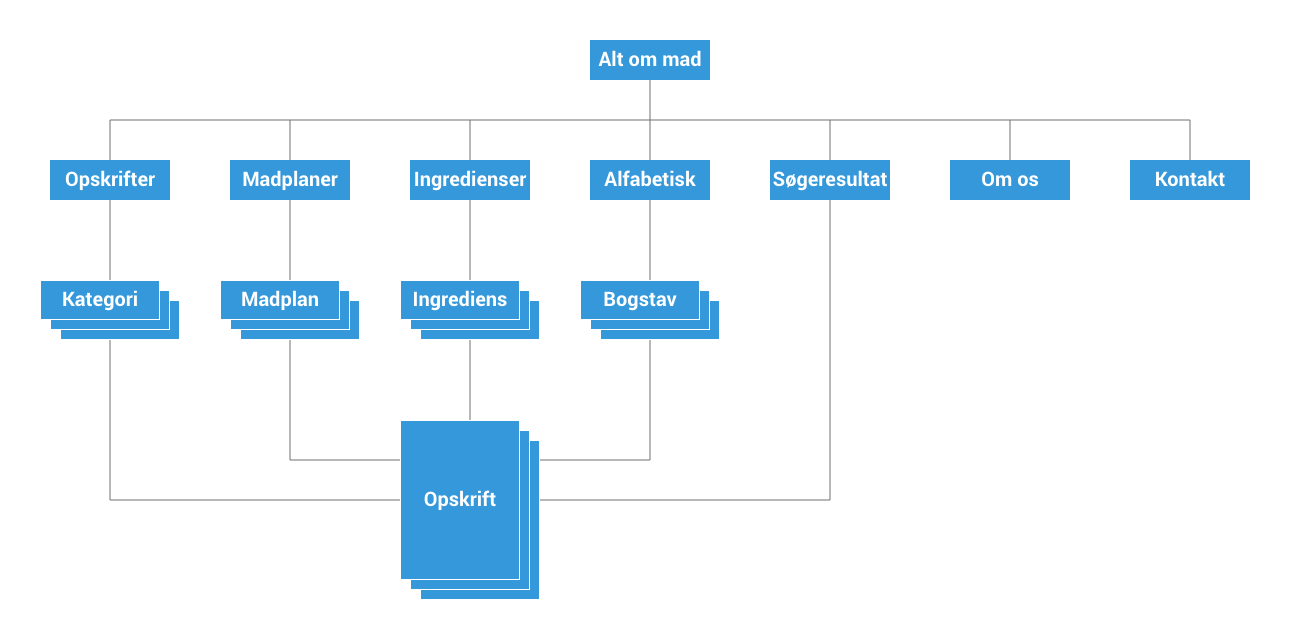 Alt om mad
Opskrifter
Madplaner
Ingredienser
Alfabetisk
Søgeresultat
Om os
Kontakt
Kategori
Madplan
Ingrediens
Bogstav
Opskrift